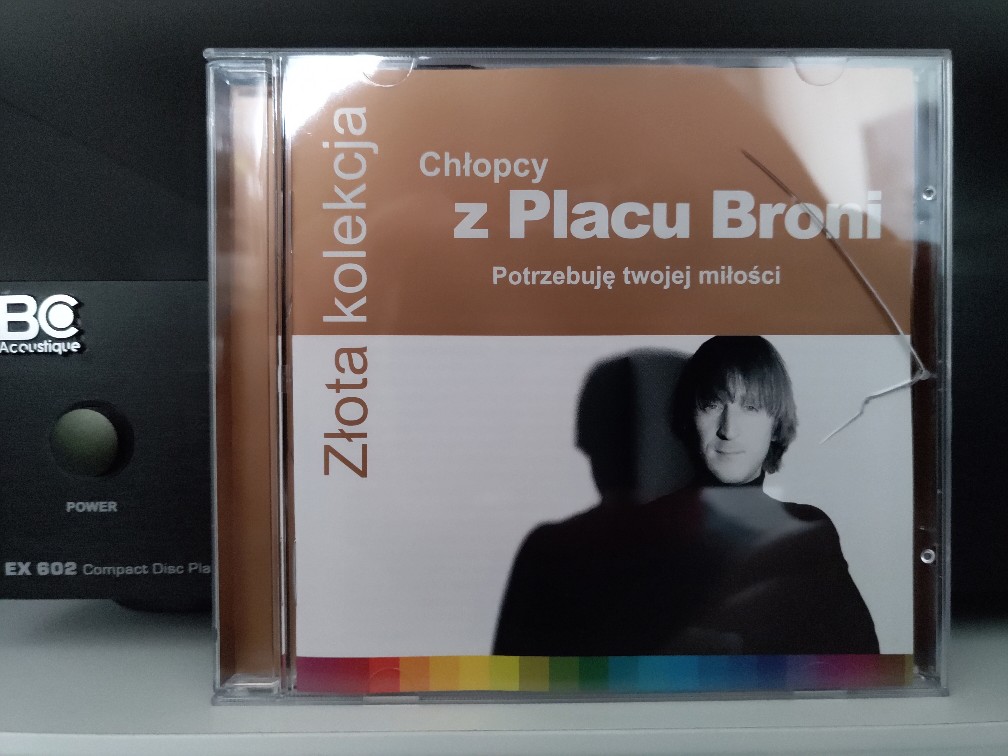 Złota kolekcja
Chłopcy
z Placu Broni
Potrzebuję twojej miłości
BC
Acoustique
POWER
EX 602 Compact Disc Pla